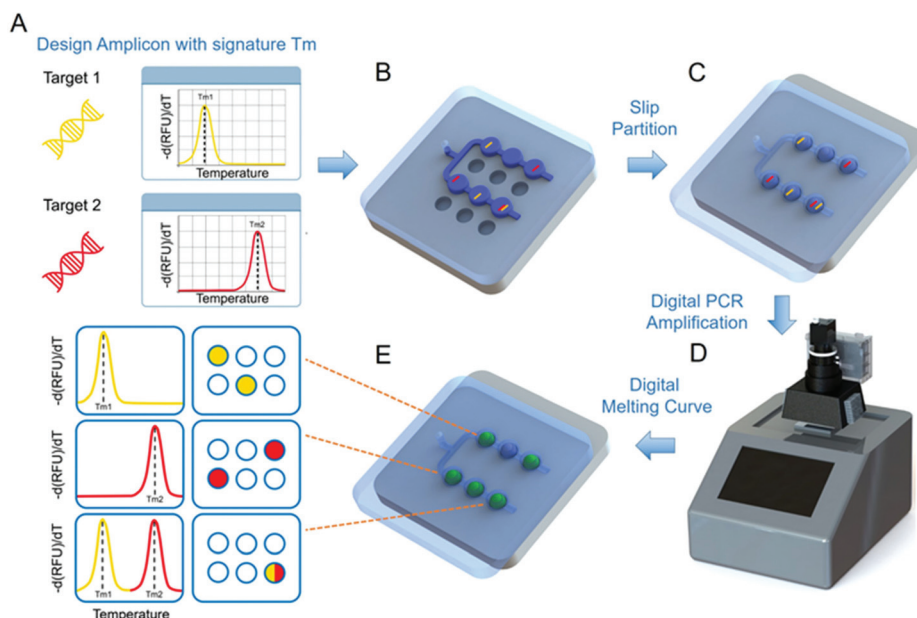 A
Design Amplicon with signature Tm
Target 1
Tm1
-d(RFU)/dT
Temperature
Target 2
Tm2
-d(RFU)/dT
Temperature
B
Slip
Partition
C
Digital PCR
Amplification
D
Digital
Melting Curve
E
-d(RFU)/dT
Tm1
-d(RFU)/dT
Tm2
-d(RFU)/dT
Tm1
Tm2
Temperature